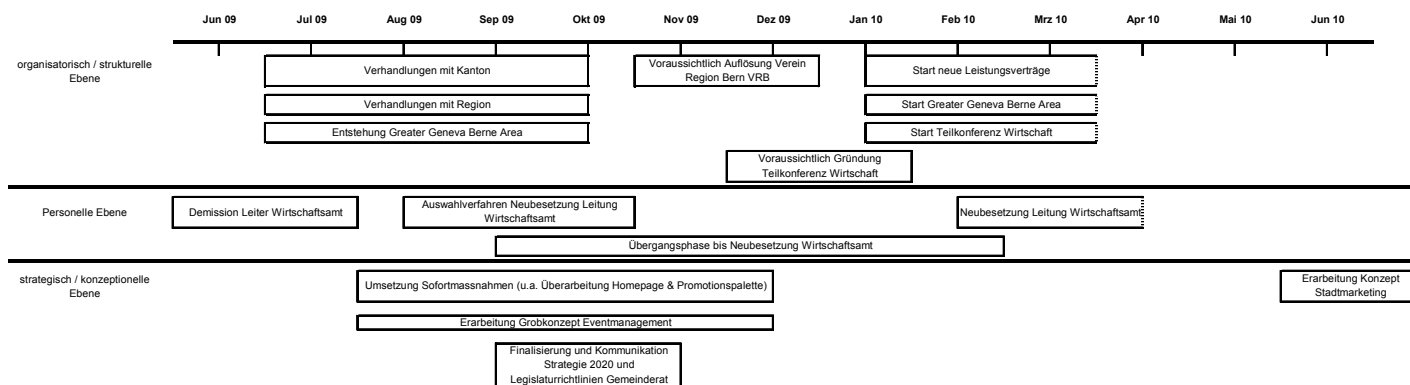 Jun 09 Jul 09 Aug 09 Sep 09 Okt 09 Nov 09 Dez 09 Jan 10 Feb 10 Mrz 10 Apr 10 Mai 10 Jun 10
organisatorisch / strukturelle
Ebene
Verhandlungen mit Kanton
Voraussichtlich Auflösung Verein
Region Bern VRB
Start neue Leistungsverträge
Verhandlungen mit Region
Start Greater Geneva Berne Area
Entstehung Greater Geneva Berne Area
Start Teilkonferenz Wirtschaft
Voraussichtlich Gründung
Teilkonferenz Wirtschaft
Personelle Ebene
Demission Leiter Wirtschaftsamt
Auswahlverfahren Neubesetzung Leitung
Wirtschaftsamt
Neubesetzung Leitung Wirtschaftsamt
Übergangsphase bis Neubesetzung Wirtschaftsamt
strategisch / konzeptionelle
Ebene
Umsetzung Sofortmassnahmen (u.a. Überarbeitung Homepage & Promotionspalette)
Erarbeitung Konzept
Stadtmarketing
Erarbeitung Grobkonzept Eventmanagement
Finalisierung und Kommunikation
Strategie 2020 und
Legislaturrichtlinien Gemeinderat